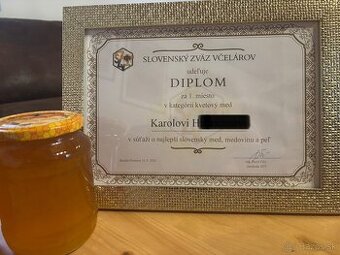 SLOVENSKÝ ZVÄZ VČELÁROV
udeľuje
DIPLOM
za 1. miesto
v kategórii kvetový med
Karolovi H
v súťaži o najlepší slovenský med, medovinu a peľ